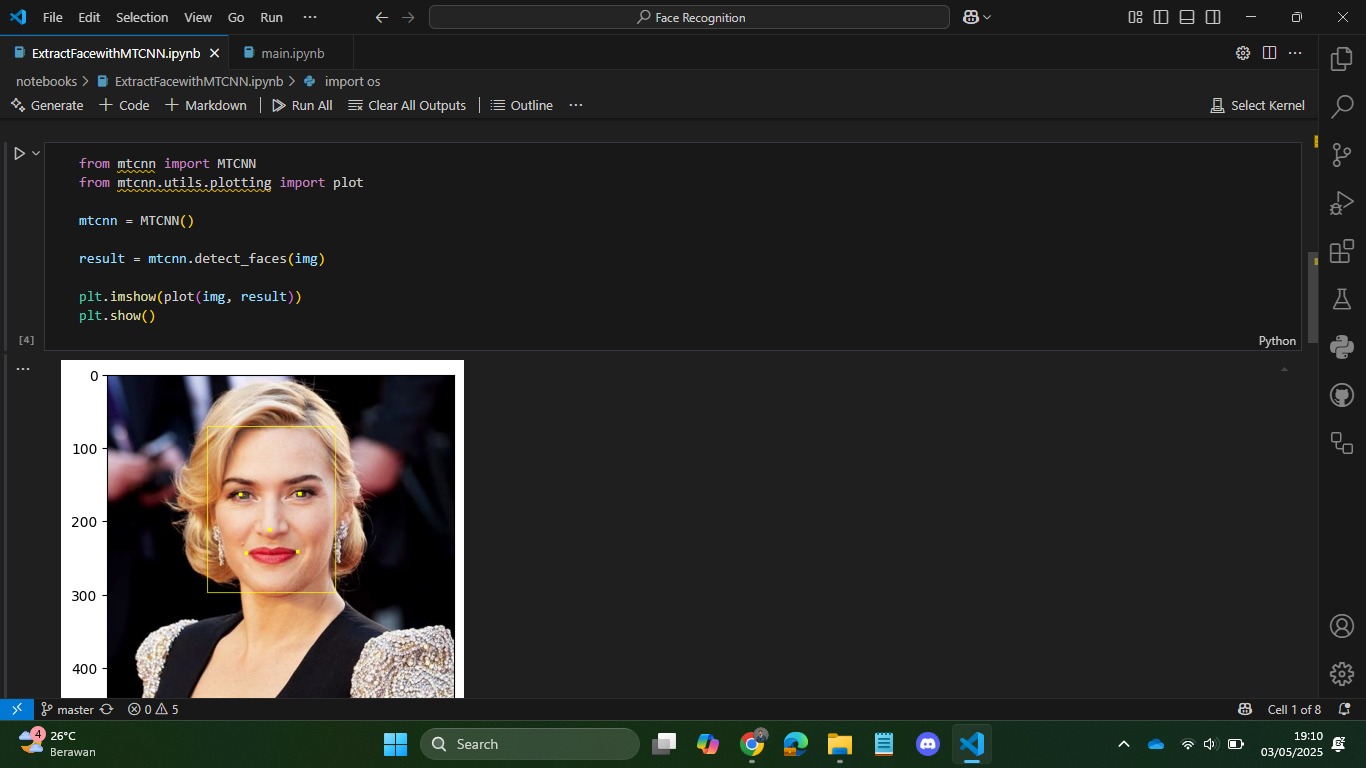 File Edit Selection View Go Run ··· Face Recognition
ExtractFacewithMTCNN.ipynb main.ipynb
notebooks > ExtractFacewithMTCNN.ipynb > import os
Generate + Code + Markdown Run All Clear All Outputs Outline ··· Select Kernel
from mtcnn import MTCNN
from mtcnn.utils.plotting import plot
mtcnn = MTCNN()
result = mtcnn.detect_faces(img)
plt.imshow(plot(img, result))
plt.show()
[4] Python
0
100
200
300
400
master 0 5 Cell 1 of 8
4 26°C
Berawan
Search
19:10
03/05/2025